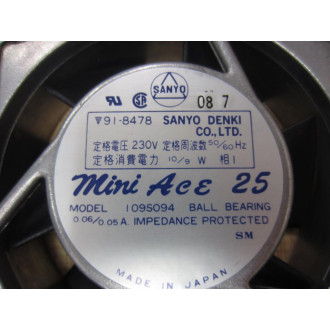 SANYO
08 7
▽91-8478 SANYO DENKI CO.,LTD.
定格電圧 230V 定格周波数 50/60Hz
定格消費電力 10/9 W 相 1
mini Ace 25
MODEL 109S094 BALL BEARING
0.06/0.05 A. IMPEDANCE PROTECTED
SM
MADE IN JAPAN